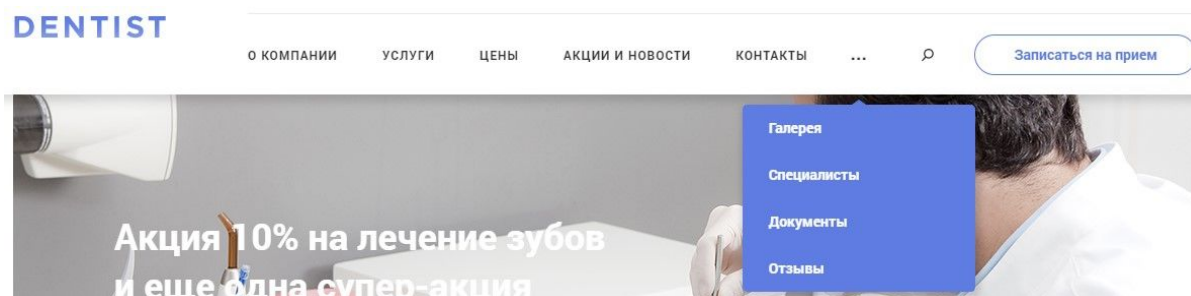 DENTIST
О КОМПАНИИ УСЛУГИ ЦЕНЫ АКЦИИ И НОВОСТИ КОНТАКТЫ ... Записаться на прием
Галерея
Специалисты
Документы
Отзывы
Акция 10% на лечение зубов
и еще одна супер-акция